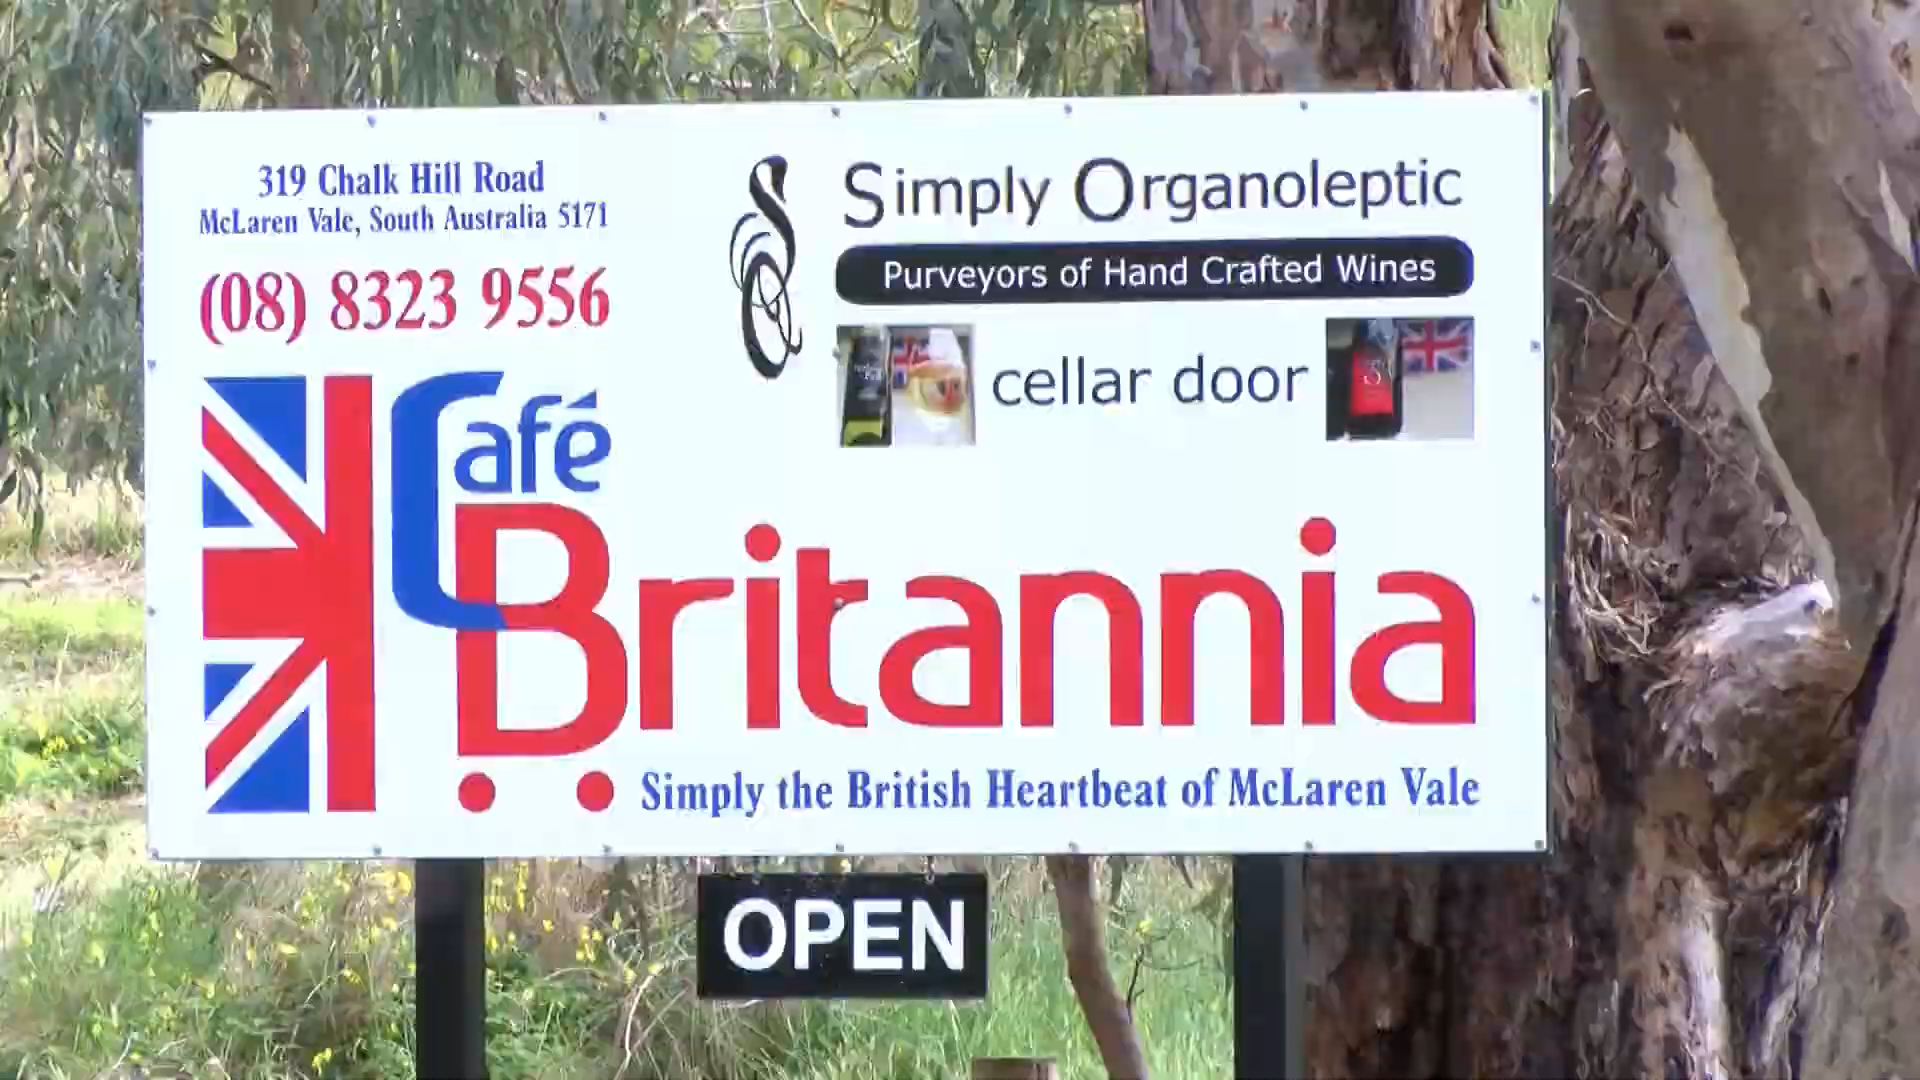 319 Chalk Hill Road
McLaren Vale, South Australia 5171
(08) 8323 9556
Simply Organoleptic
Purveyors of Hand Crafted Wines
cellar door
Café
Britannia
Simply the British Heartbeat of McLaren Vale
OPEN